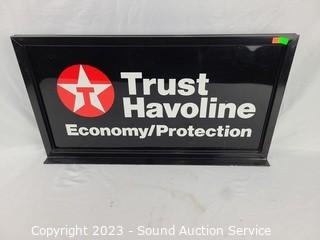 Trust
Havoline
Economy/Protection
Copyright 2023 - Sound Auction Service